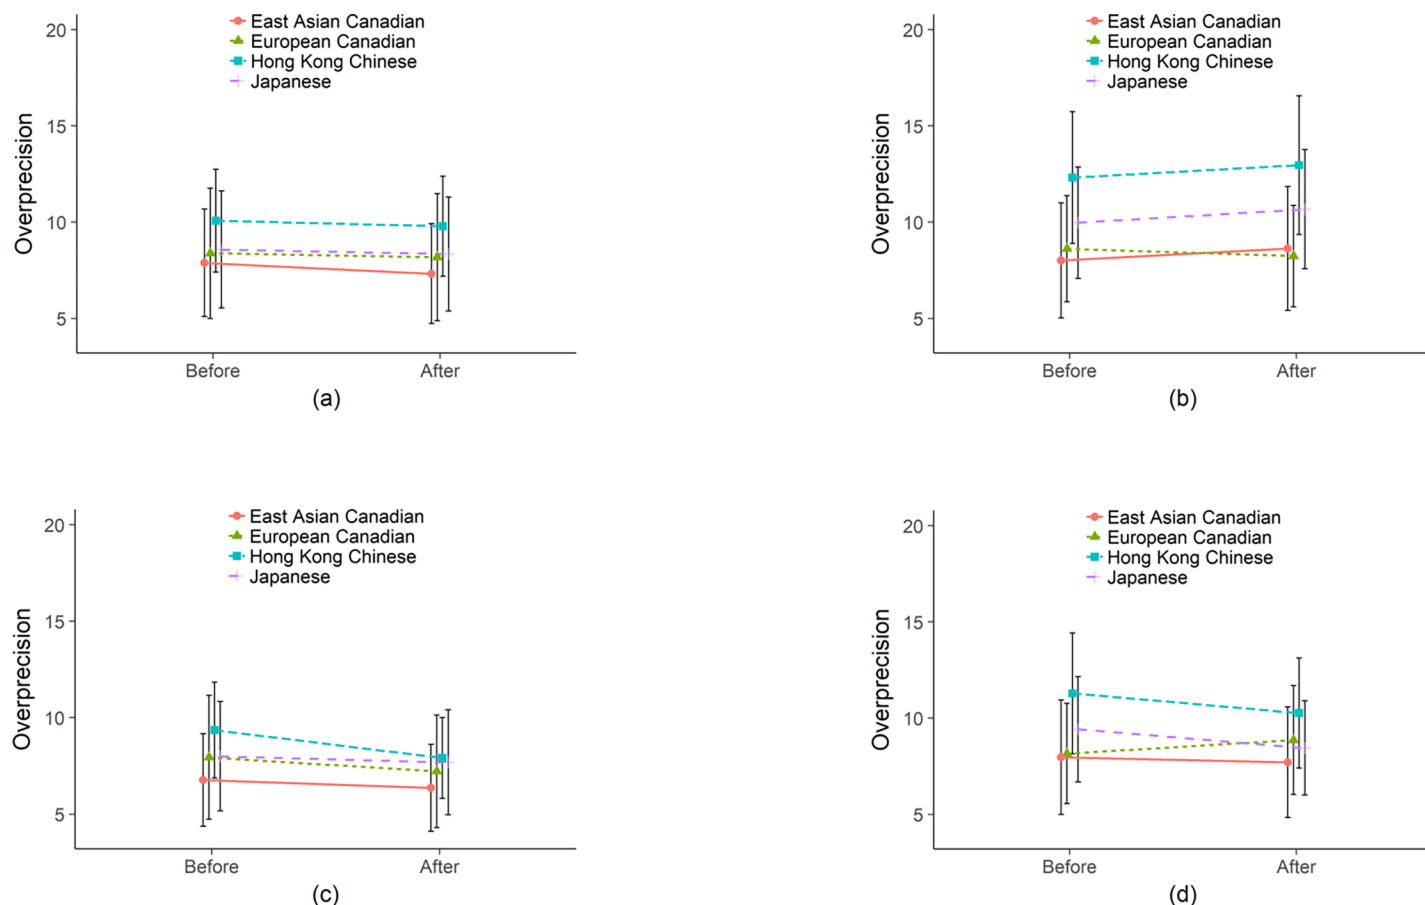 20
15
10
5
Overprecision
East Asian Canadian
European Canadian
Hong Kong Chinese
Japanese
Before
After
(a)
20
15
10
5
Overprecision
East Asian Canadian
European Canadian
Hong Kong Chinese
Japanese
Before
After
(b)
20
15
10
5
Overprecision
East Asian Canadian
European Canadian
Hong Kong Chinese
Japanese
Before
After
(c)
20
15
10
5
Overprecision
East Asian Canadian
European Canadian
Hong Kong Chinese
Japanese
Before
After
(d)